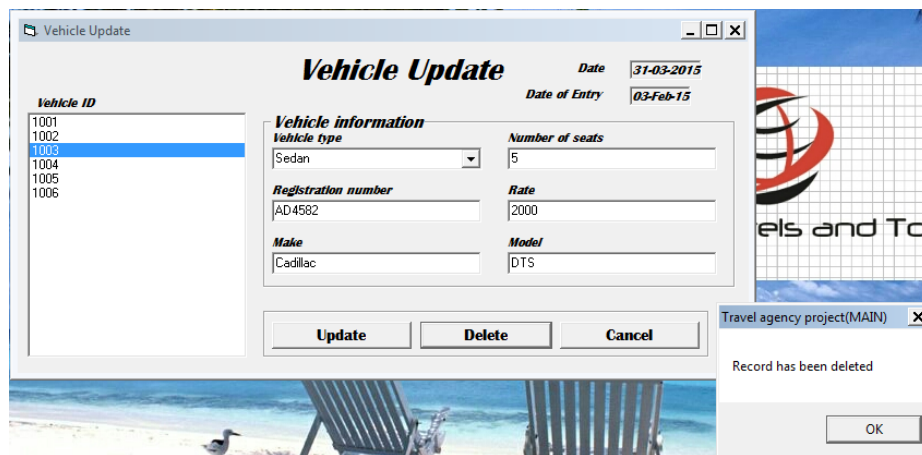 Vehicle Update
Vehicle Update
Date
31-03-2015
Date of Entry
03-Feb-15
Vehicle ID
1001
1002
1003
1004
1005
1006
Vehicle information
Vehicle type
Number of seats
Sedan
5
Registration number
Rate
AD4582
2000
Make
Model
Cadillac
DTS
Update
Delete
Cancel
Travel agency project(MAIN)
Record has been deleted
OK
and